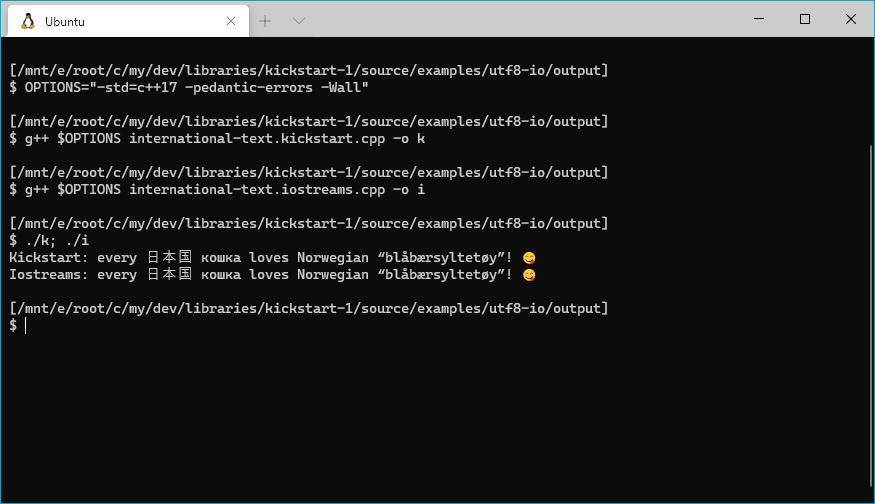 Ubuntu
[/mnt/e/root/c/my/dev/libraries/kickstart-1/source/examples/utf8-io/output]
$ OPTIONS="-std=c++17 -pedantic-errors -Wall"
[/mnt/e/root/c/my/dev/libraries/kickstart-1/source/examples/utf8-io/output]
$ g++ $OPTIONS international-text.kickstart.cpp -o k
[/mnt/e/root/c/my/dev/libraries/kickstart-1/source/examples/utf8-io/output]
$ g++ $OPTIONS international-text.iostreams.cpp -o i
[/mnt/e/root/c/my/dev/libraries/kickstart-1/source/examples/utf8-io/output]
$ ./k; ./i
Kickstart: every 日本国 кошка loves Norwegian “blåbærsyltetøy”! 😋
Iostreams: every 日本国 кошка loves Norwegian “blåbærsyltetøy”! 😋
[/mnt/e/root/c/my/dev/libraries/kickstart-1/source/examples/utf8-io/output]
$